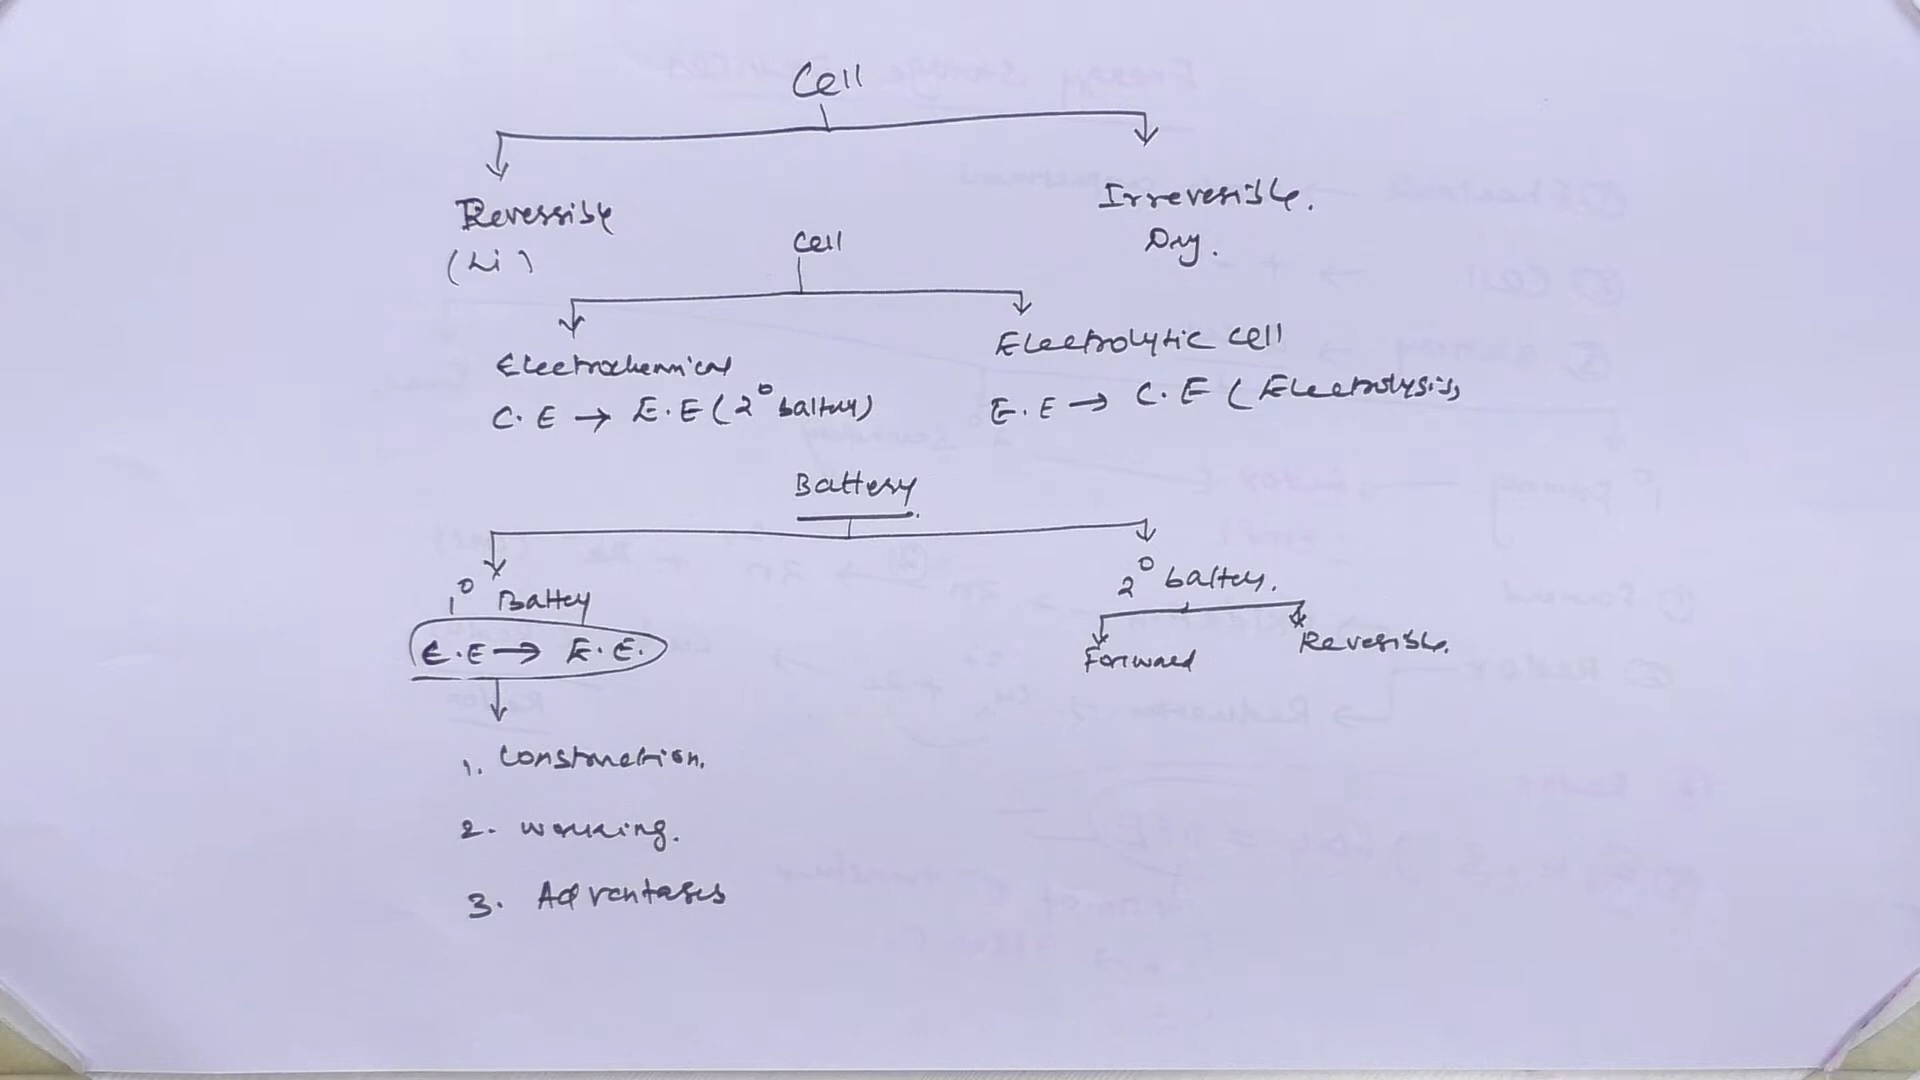 Cell
Reversible
(Li)
Irreversible.
Dry.
Cell
Electrochemical
C.E → E.E (2° battery)
Electrolytic cell
E.E → C.E (Electrolysis)
Battery
1° Battery
C.E → E.E.
2° battery.
Forward
Reversible.
1. Construction.
2. working.
3. Advantages